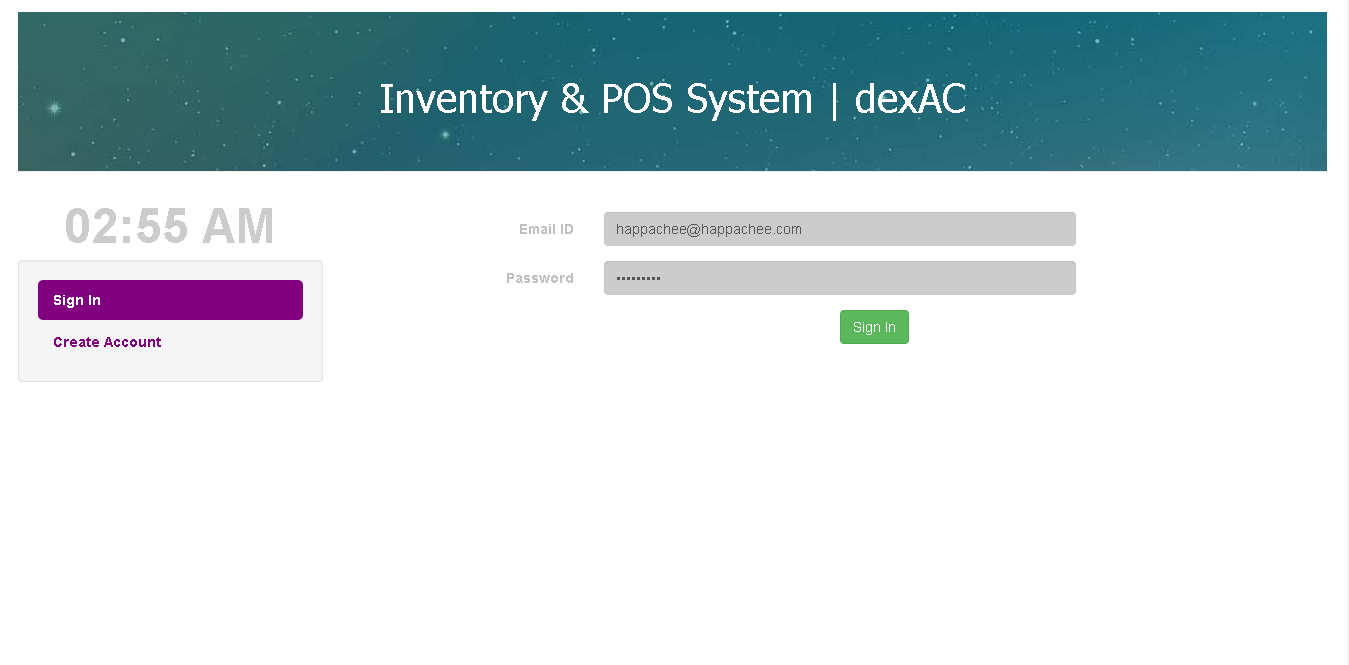 Inventory & POS System | dexAC
02:55 AM
Sign In
Create Account
Email ID
happachee@happachee.com
Password
•••••••••
Sign In